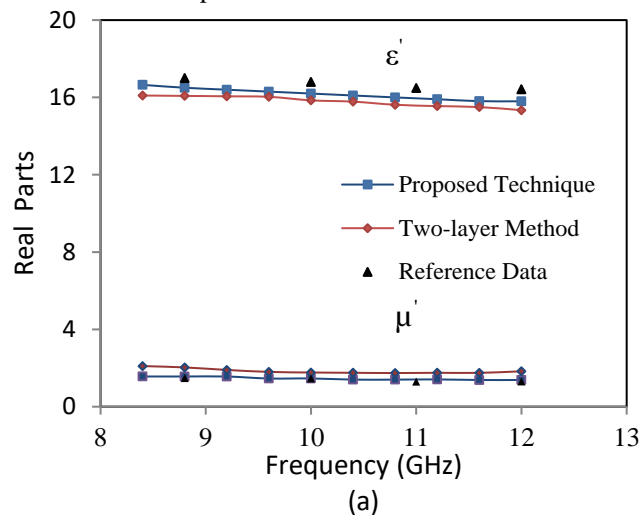 20
ε'
16
12
Proposed Technique
Two-layer Method
8
Reference Data
μ'
4
0
8 9 10 11 12 13
Real Parts
Frequency (GHz)
(a)